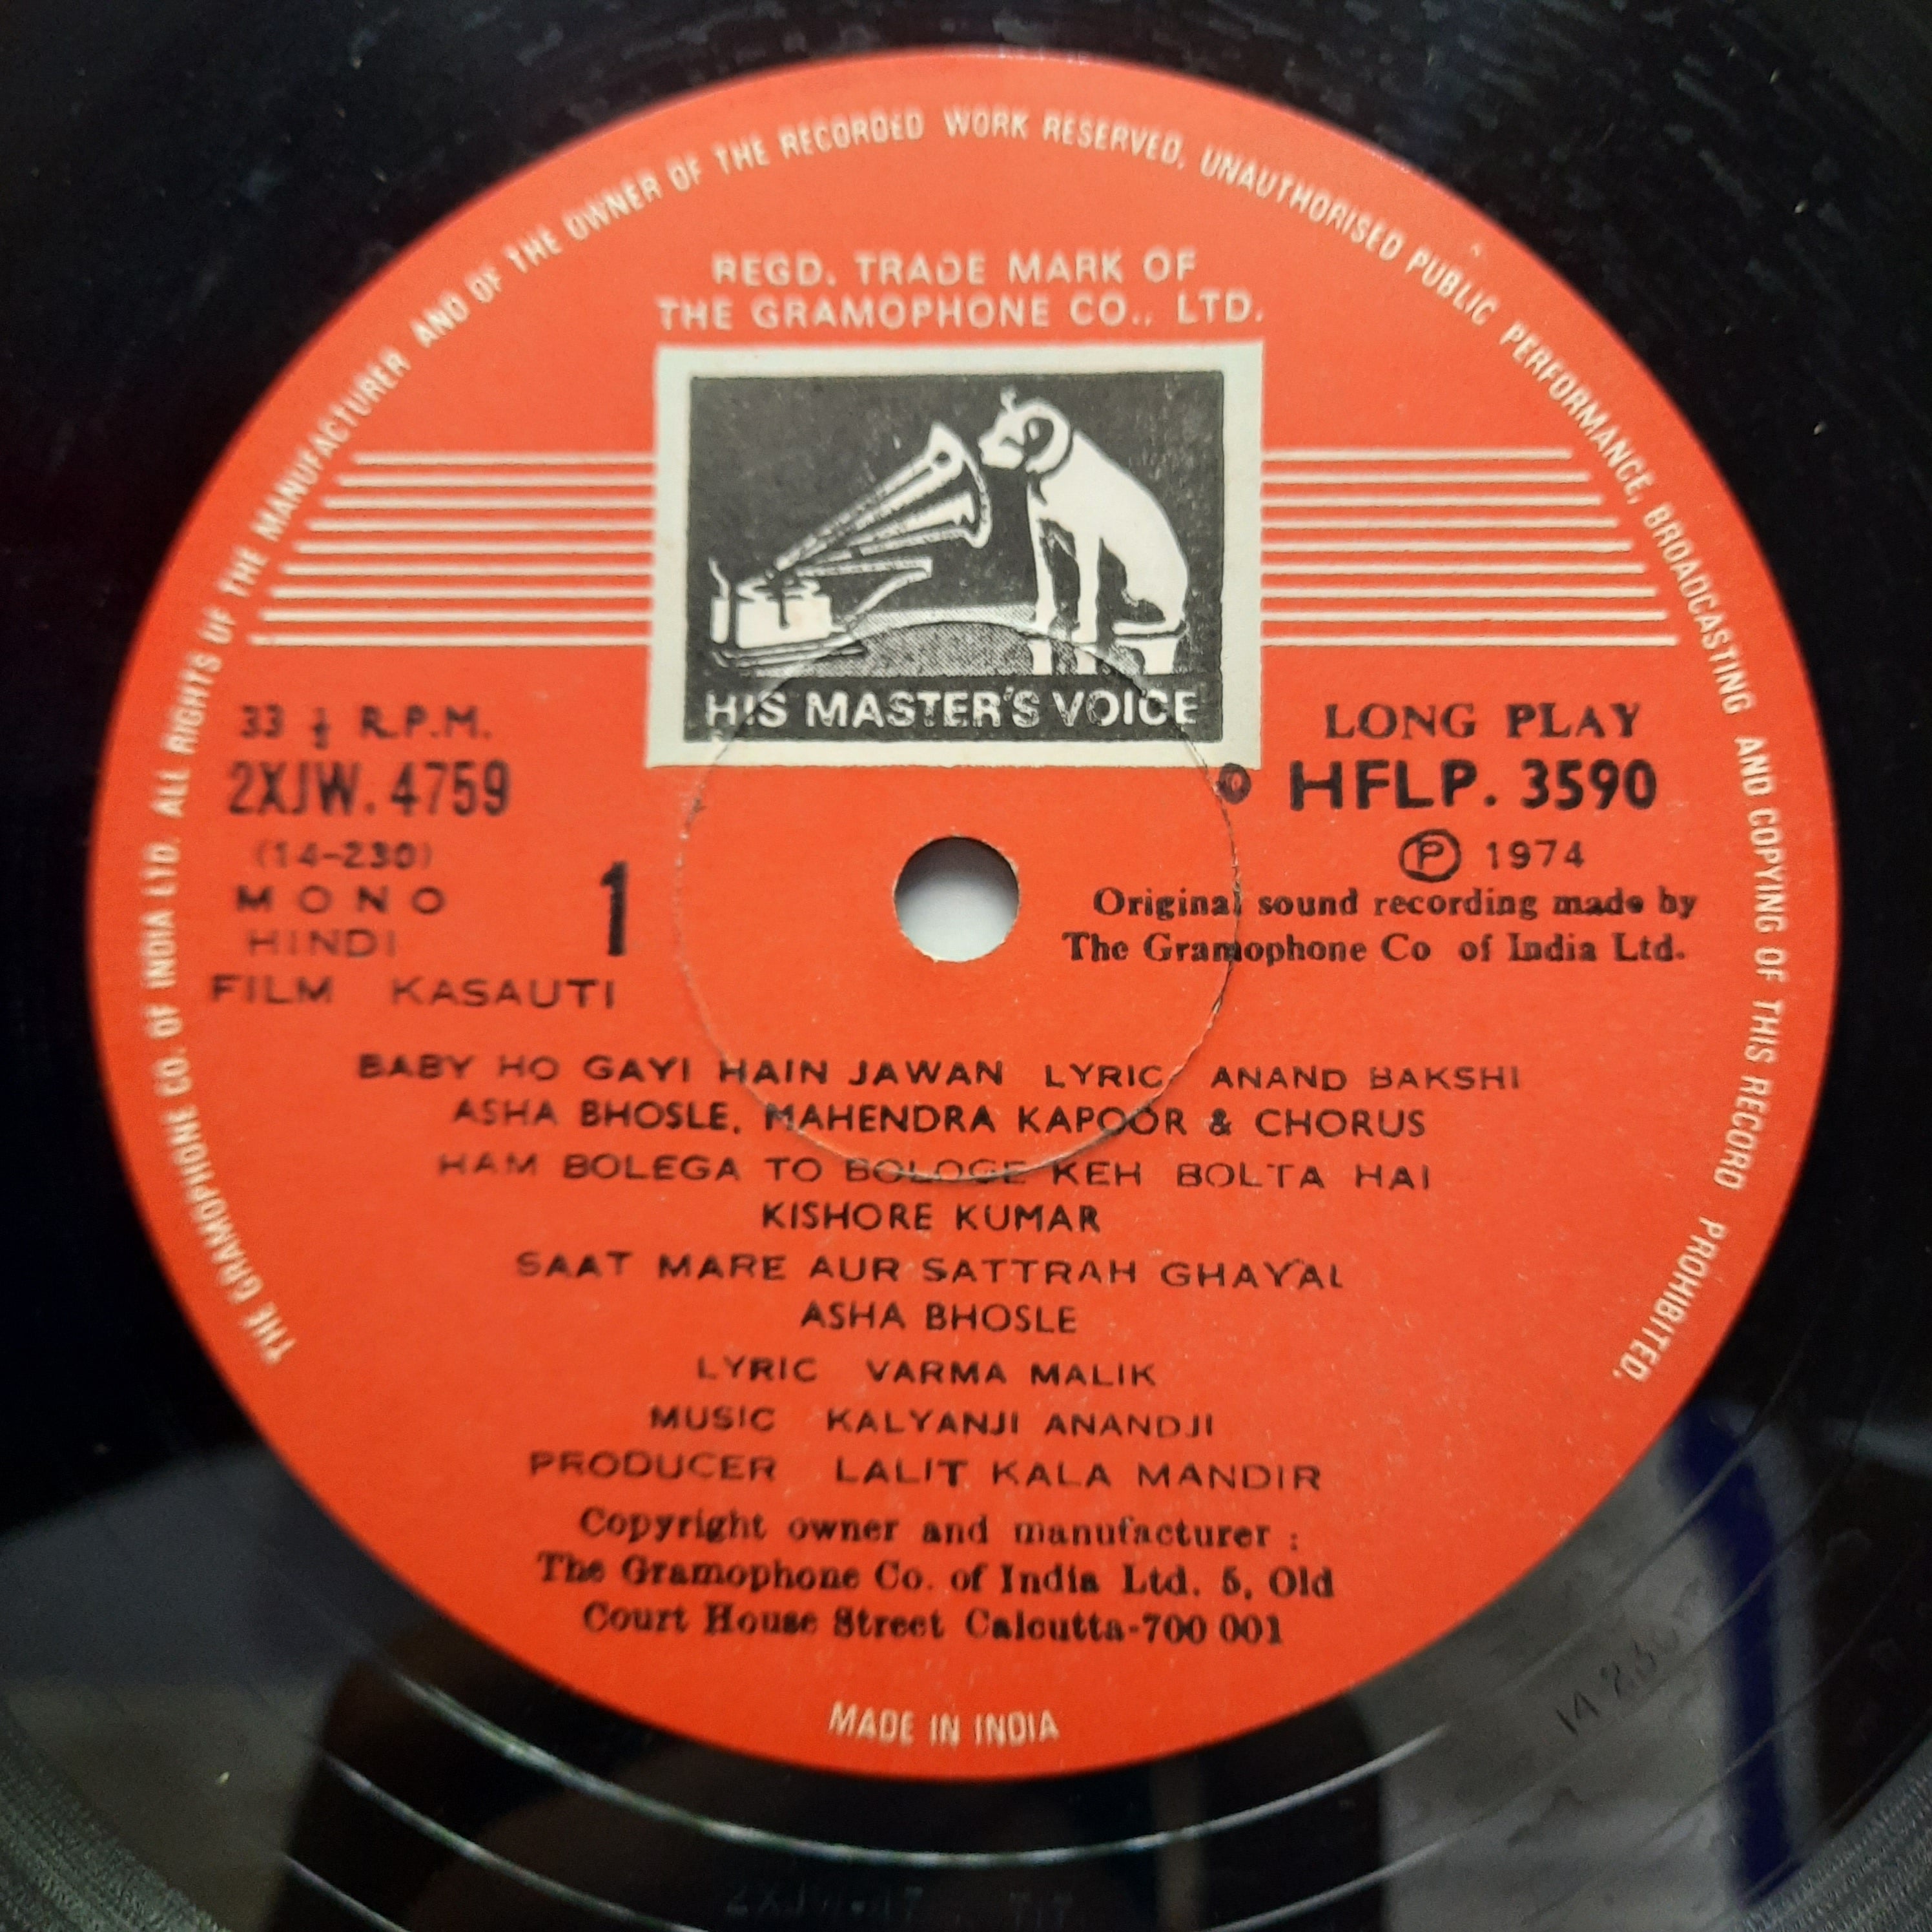 THE GRAMOPHONE CO. OF INDIA LTD. ALL RIGHTS OF THE MANUFACTURER AND OF THE OWNER OF THE RECORDED WORK RESERVED, UNAUTHORISED PUBLIC PERFORMANCE, BROADCASTING AND COPYING OF THIS RECORD PROHIBITED.
REGD. TRADE MARK OF
THE GRAMOPHONE CO., LTD.
HIS MASTER'S VOICE
33 1/3 R.P.M.
2XJW.4759
(14-230)
MONO
HINDI
1
FILM KASAUTI
LONG PLAY
HFLP. 3590
Ⓟ 1974
Original sound recording made by
The Gramophone Co of India Ltd.
BABY HO GAYI HAIN JAWAN LYRIC ANAND BAKSHI
ASHA BHOSLE, MAHENDRA KAPOOR & CHORUS
HAM BOLEGA TO BOLOGE KEH BOLTA HAI
KISHORE KUMAR
SAAT MARE AUR SATTRAH GHAYAL
ASHA BHOSLE
LYRIC VARMA MALIK
MUSIC KALYANJI ANANDJI
PRODUCER LALIT KALA MANDIR
Copyright owner and manufacturer :
The Gramophone Co. of India Ltd. 5, Old
Court House Street Calcutta-700 001
MADE IN INDIA